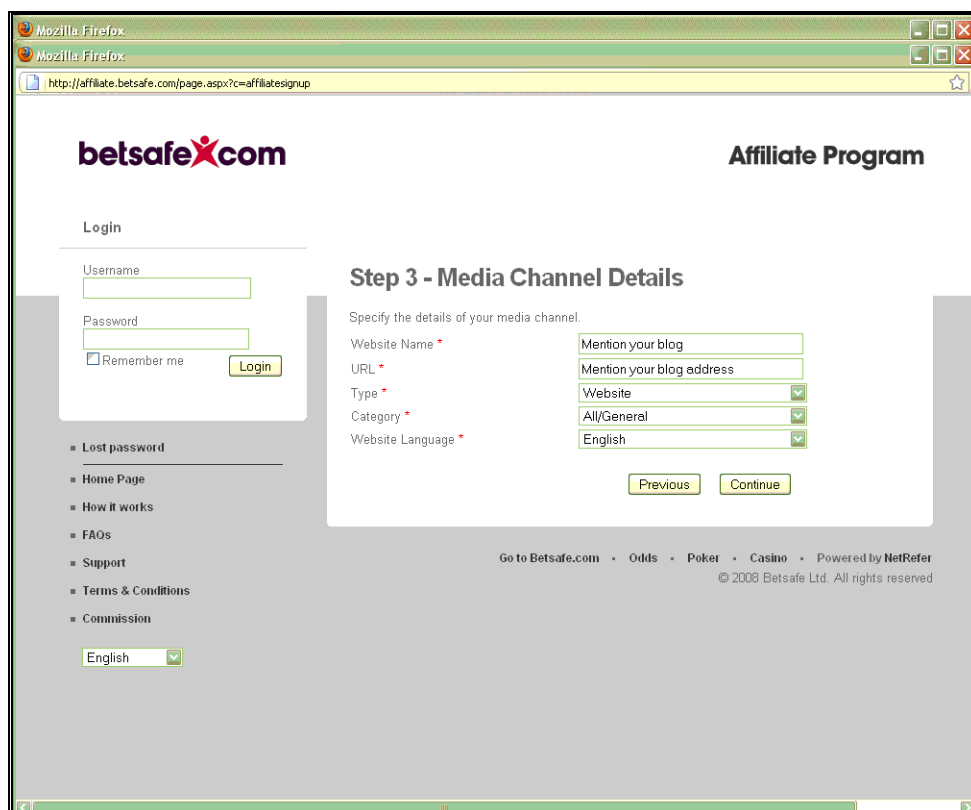 Mozilla Firefox
Mozilla Firefox
http://affiliate.betsafe.com/page.aspx?c=affiliatesignup
betsafe com
Affiliate Program
Login
Username
Password
Remember me
Login
Step 3 - Media Channel Details
Specify the details of your media channel.
Website Name * Mention your blog
URL * Mention your blog address
Type * Website
Category * All/General
Website Language * English
Previous Continue
Lost password
Home Page
How it works
FAQs
Support
Terms & Conditions
Commission
English
Go to Betsafe.com - Odds - Poker - Casino - Powered by NetRefer
© 2008 Betsafe Ltd. All rights reserved